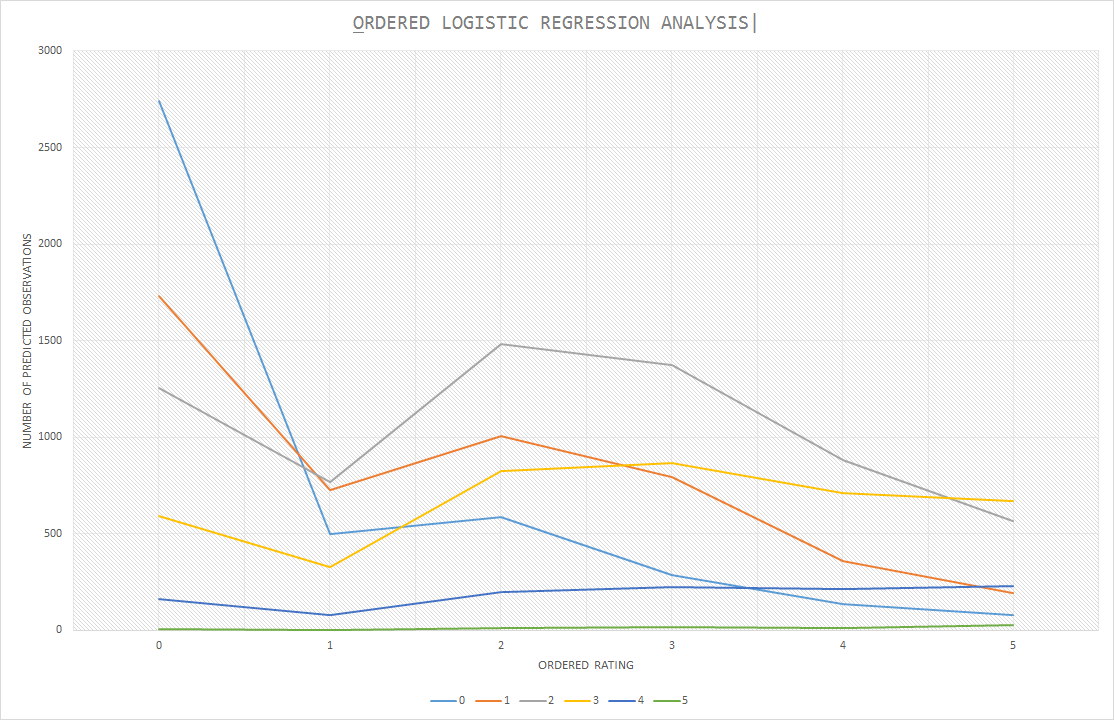 ORDERED LOGISTIC REGRESSION ANALYSIS|
3000
2500
2000
1500
1000
500
0
NUMBER OF PREDICTED OBSERVATIONS
0 1 2 3 4 5
ORDERED RATING
0 1 2 3 4 5